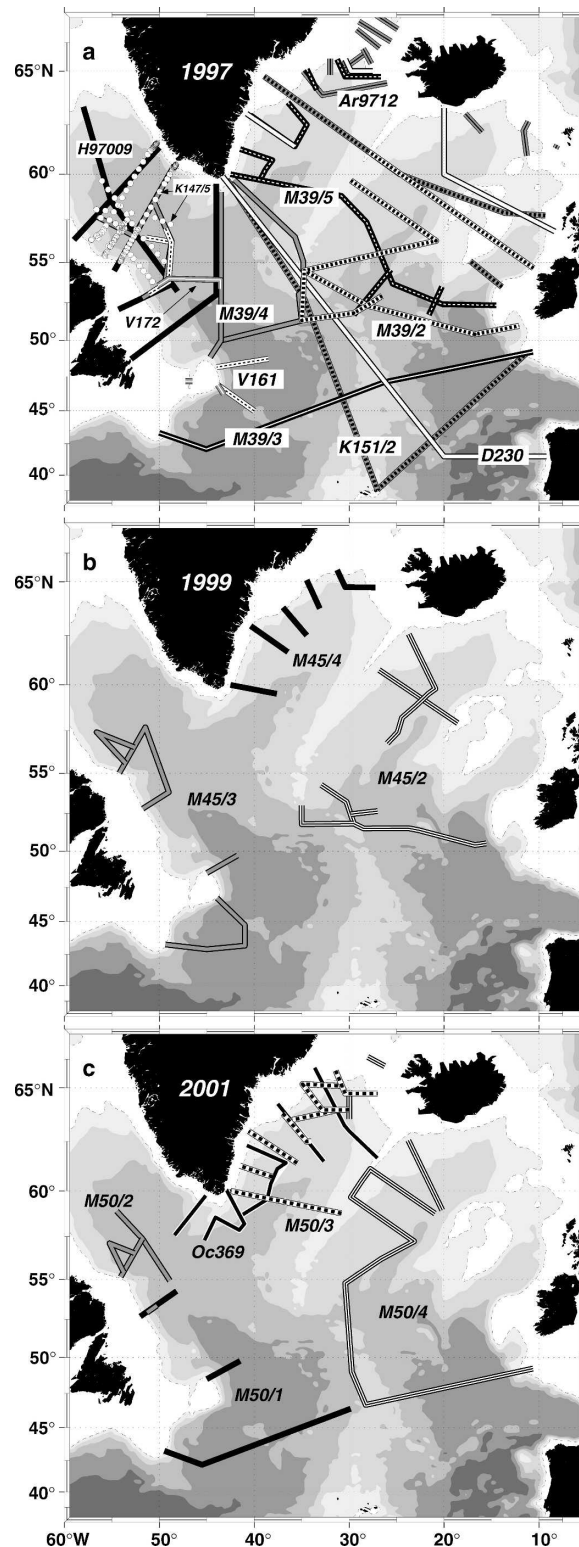 a
1997
65°N
Ar9712
H97009
K147/5
60°
M39/5
55°
V172
M39/4
M39/2
50°
V161
45°
M39/3
K151/2
D230
40°
b
1999
65°N
M45/4
60°
M45/2
55°
M45/3
50°
45°
40°
c
2001
65°N
60°
M50/2
M50/3
Oc369
55°
M50/4
50°
M50/1
45°
40°
60°W 50° 40° 30° 20° 10°